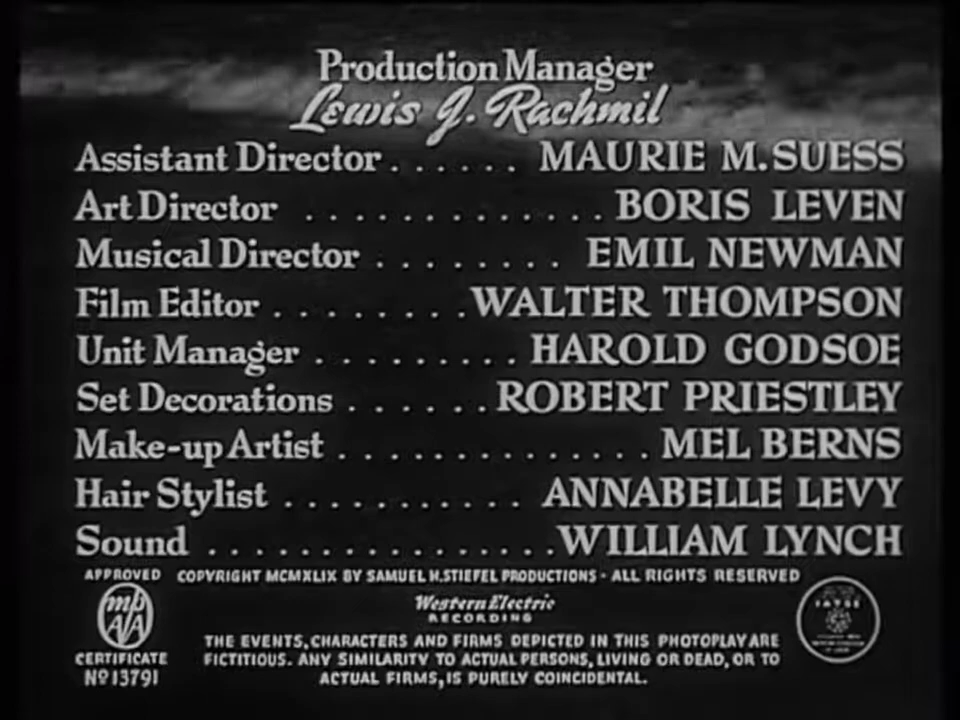 Production Manager
Lewis J. Rachmil
Assistant Director . . . . . . MAURIE M. SUESS
Art Director . . . . . . . . . . . . . BORIS LEVEN
Musical Director . . . . . . . . EMIL NEWMAN
Film Editor . . . . . . . . . WALTER THOMPSON
Unit Manager . . . . . . . . . HAROLD GODSOE
Set Decorations . . . . . . ROBERT PRIESTLEY
Make-up Artist . . . . . . . . . . . . . . MEL BERNS
Hair Stylist . . . . . . . . . . . ANNABELLE LEVY
Sound . . . . . . . . . . . . . . . . WILLIAM LYNCH
APPROVED COPYRIGHT MCMXLIX BY SAMUEL H. STIEFEL PRODUCTIONS - ALL RIGHTS RESERVED
mp
AA
Western Electric
RECORDING
IATSE
THE EVENTS, CHARACTERS AND FIRMS DEPICTED IN THIS PHOTOPLAY ARE
CERTIFICATE FICTITIOUS. ANY SIMILARITY TO ACTUAL PERSONS, LIVING OR DEAD, OR TO
Nº 13791 ACTUAL FIRMS, IS PURELY COINCIDENTAL.